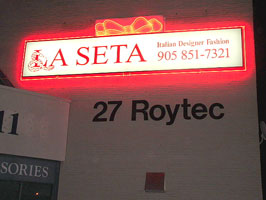 LA SETA
Italian Designer Fashion
905 851-7321
27 Roytec
11
SORIES